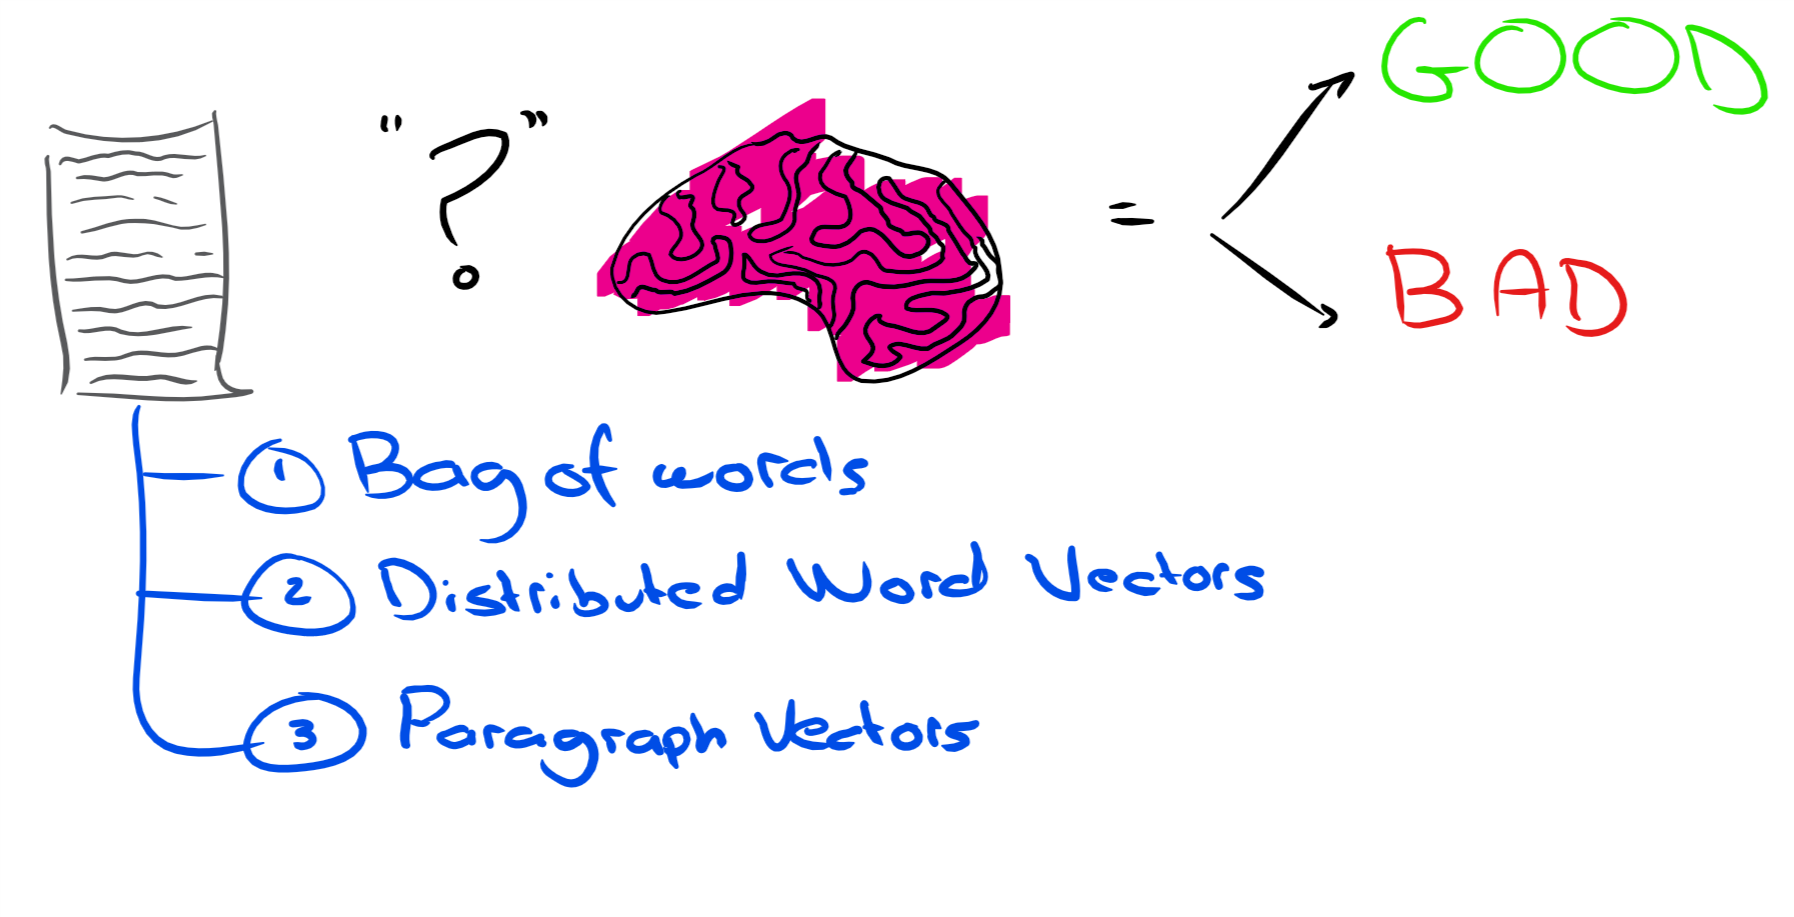 GOOD
"?" =
BAD
1 Bag of words
2 Distributed Word Vectors
3 Paragraph Vectors